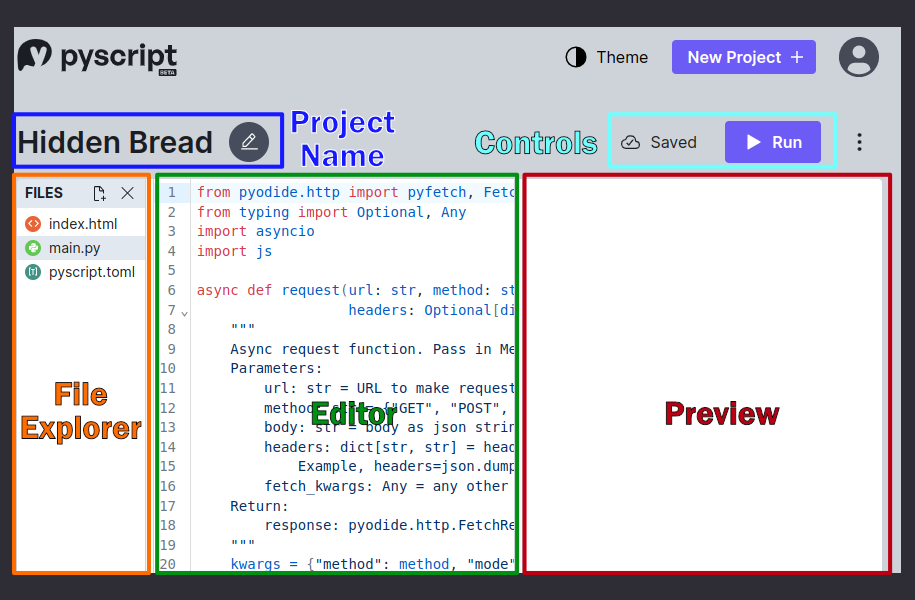 pyscript
BETA
Theme
New Project +
Hidden Bread
Project
Name
Controls
Saved
Run
FILES
index.html
main.py
pyscript.toml
File
Explorer
1 from pyodide.http import pyfetch, Fetc
2 from typing import Optional, Any
3 import asyncio
4 import js
5
6 async def request(url: str, method: st
7 headers: Optional[di
8 """
9 Async request function. Pass in Me
10 Parameters:
11 url: str = URL to make request
12 method: str = {"GET", "POST",
13 body: str = body as json strin
14 headers: dict[str, str] = head
15 Example, headers=json.dump
16 fetch_kwargs: Any = any other
17 Return:
18 response: pyodide.http.FetchRe
19 """
20 kwargs = {"method": method, "mode"
Editor
Preview